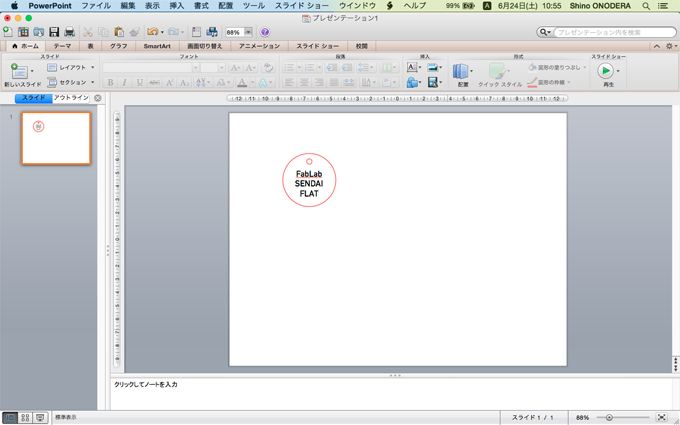 PowerPoint ファイル 編集 表示 挿入 書式 配置 ツール スライド ショー ウインドウ ヘルプ 99% A 6月24日(土) 10:55 Shino ONODERA
プレゼンテーション1
88% プレゼンテーション内を検索
ホーム テーマ 表 グラフ SmartArt 画面切り替え アニメーション スライド ショー 校閲
スライド フォント 段落 挿入 形式 スライド ショー
新しいスライド レイアウト セクション
B I U ABC A² A₂ 配置 クイック スタイル 図形の塗りつぶし 図形の枠線 再生
スライド アウトライン
1
FabLab
SENDAI
FLAT
クリックしてノートを入力
標準表示 スライド 1 / 1 88%